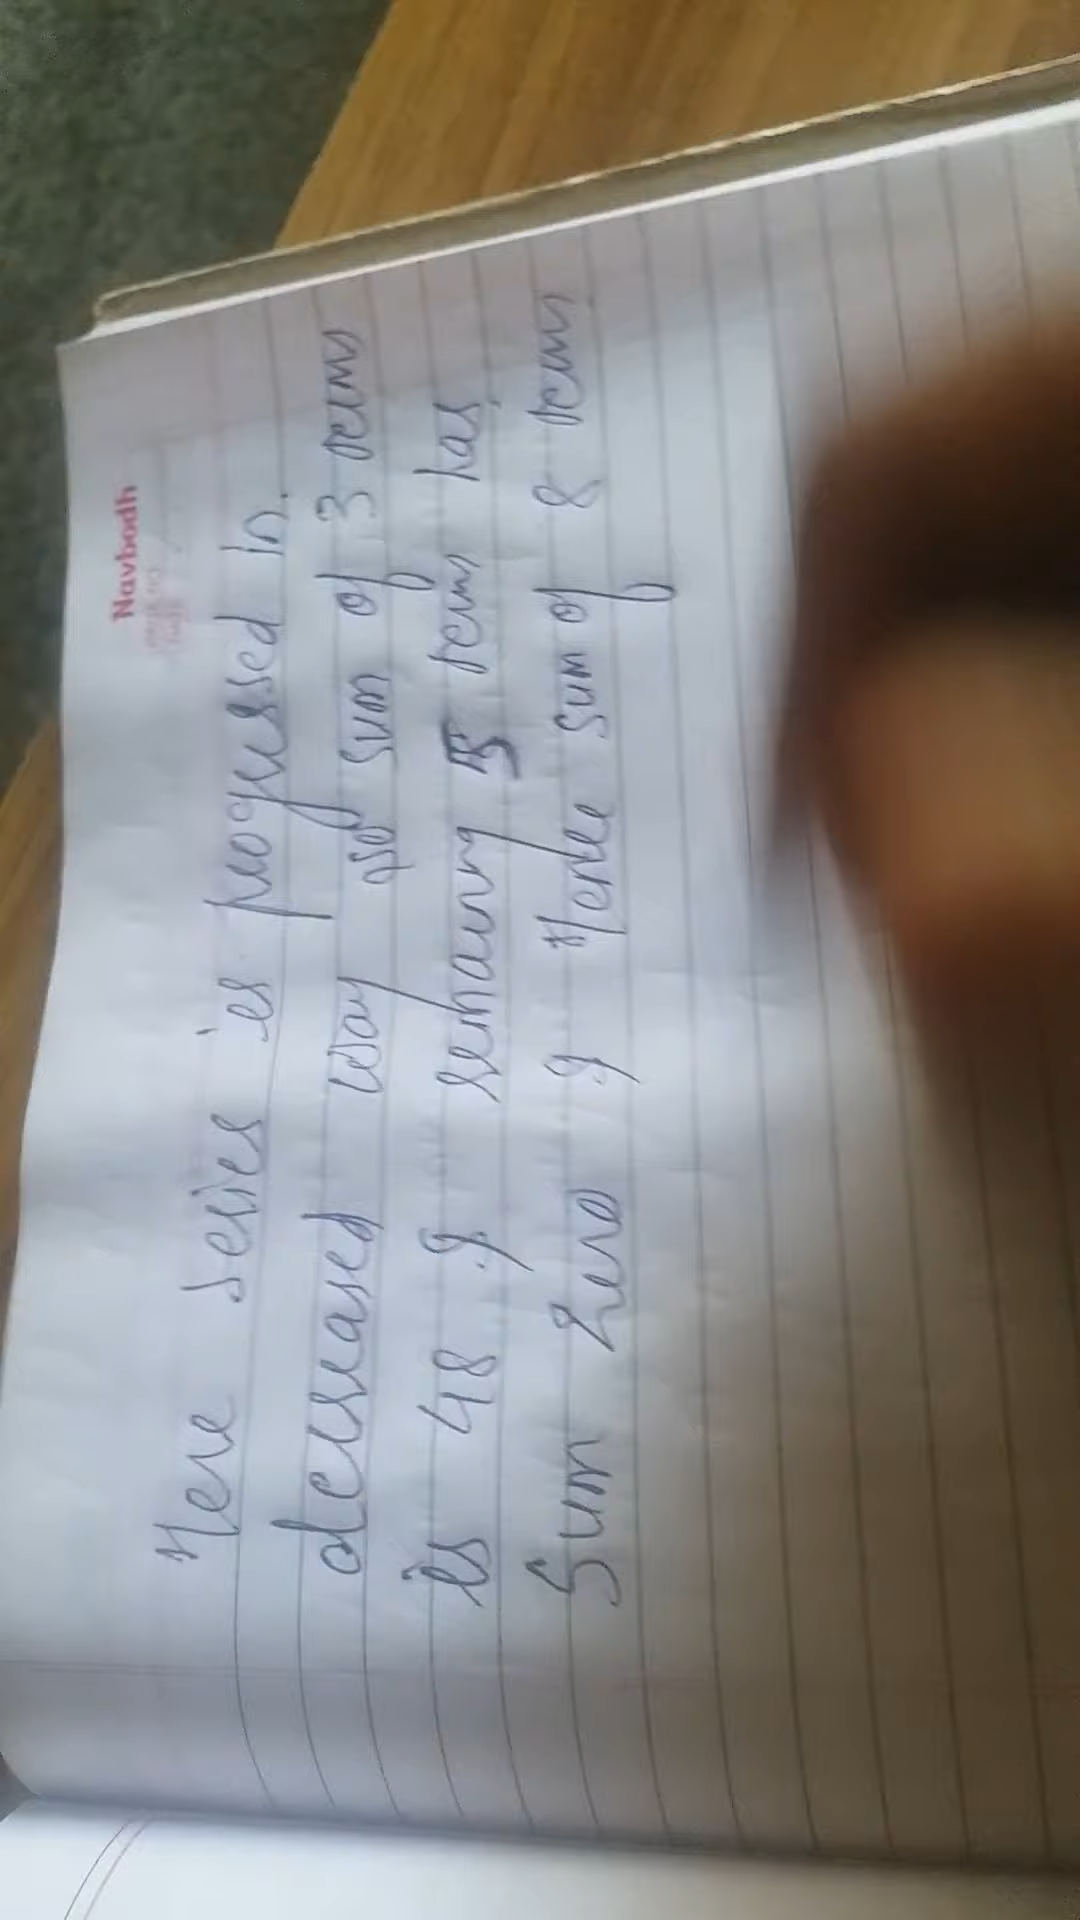 Navbodh
Here series is progressed in.
decreased way so sum of 3 terms
is 48 & remaining 5 terms has
Sum zero & Hence sum of 8 terms